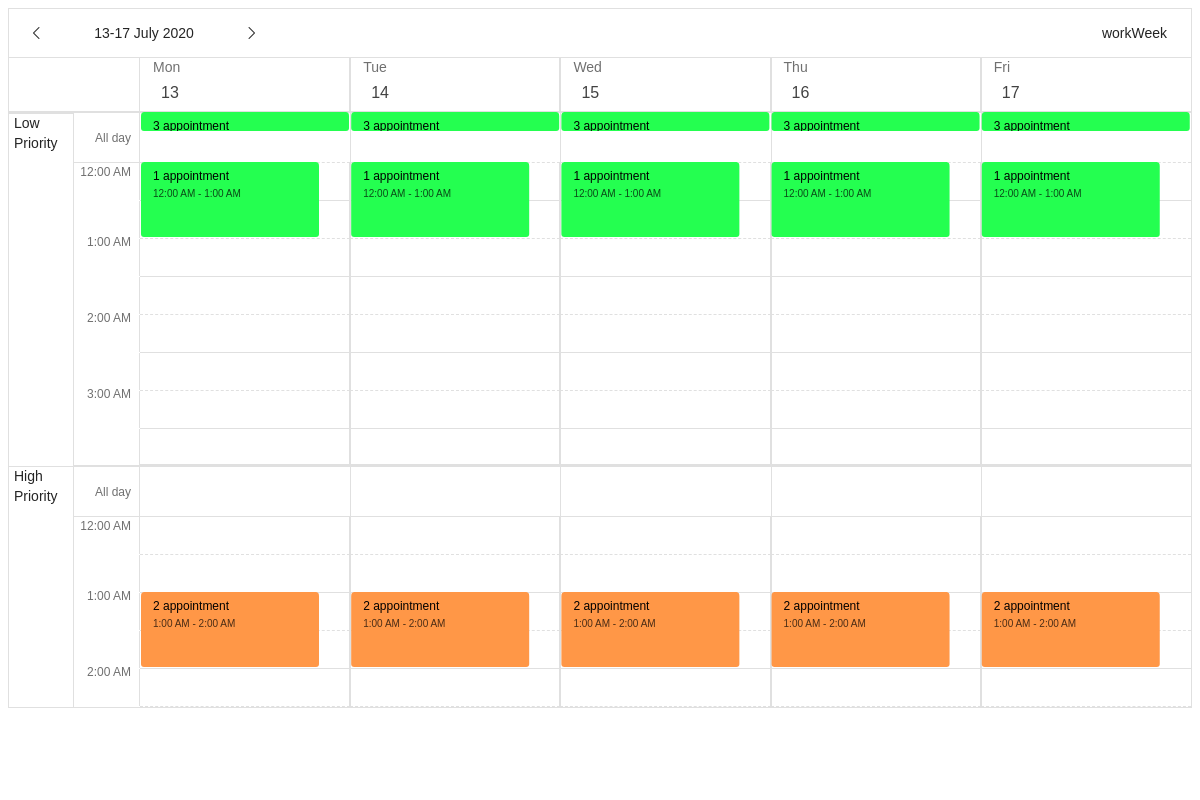 13-17 July 2020
workWeek
Mon Tue Wed Thu Fri
13 14 15 16 17
Low
Priority
All day
3 appointment 3 appointment 3 appointment 3 appointment 3 appointment
12:00 AM
1 appointment 1 appointment 1 appointment 1 appointment 1 appointment
12:00 AM - 1:00 AM 12:00 AM - 1:00 AM 12:00 AM - 1:00 AM 12:00 AM - 1:00 AM 12:00 AM - 1:00 AM
1:00 AM
2:00 AM
3:00 AM
High
Priority
All day
12:00 AM
1:00 AM
2 appointment 2 appointment 2 appointment 2 appointment 2 appointment
1:00 AM - 2:00 AM 1:00 AM - 2:00 AM 1:00 AM - 2:00 AM 1:00 AM - 2:00 AM 1:00 AM - 2:00 AM
2:00 AM